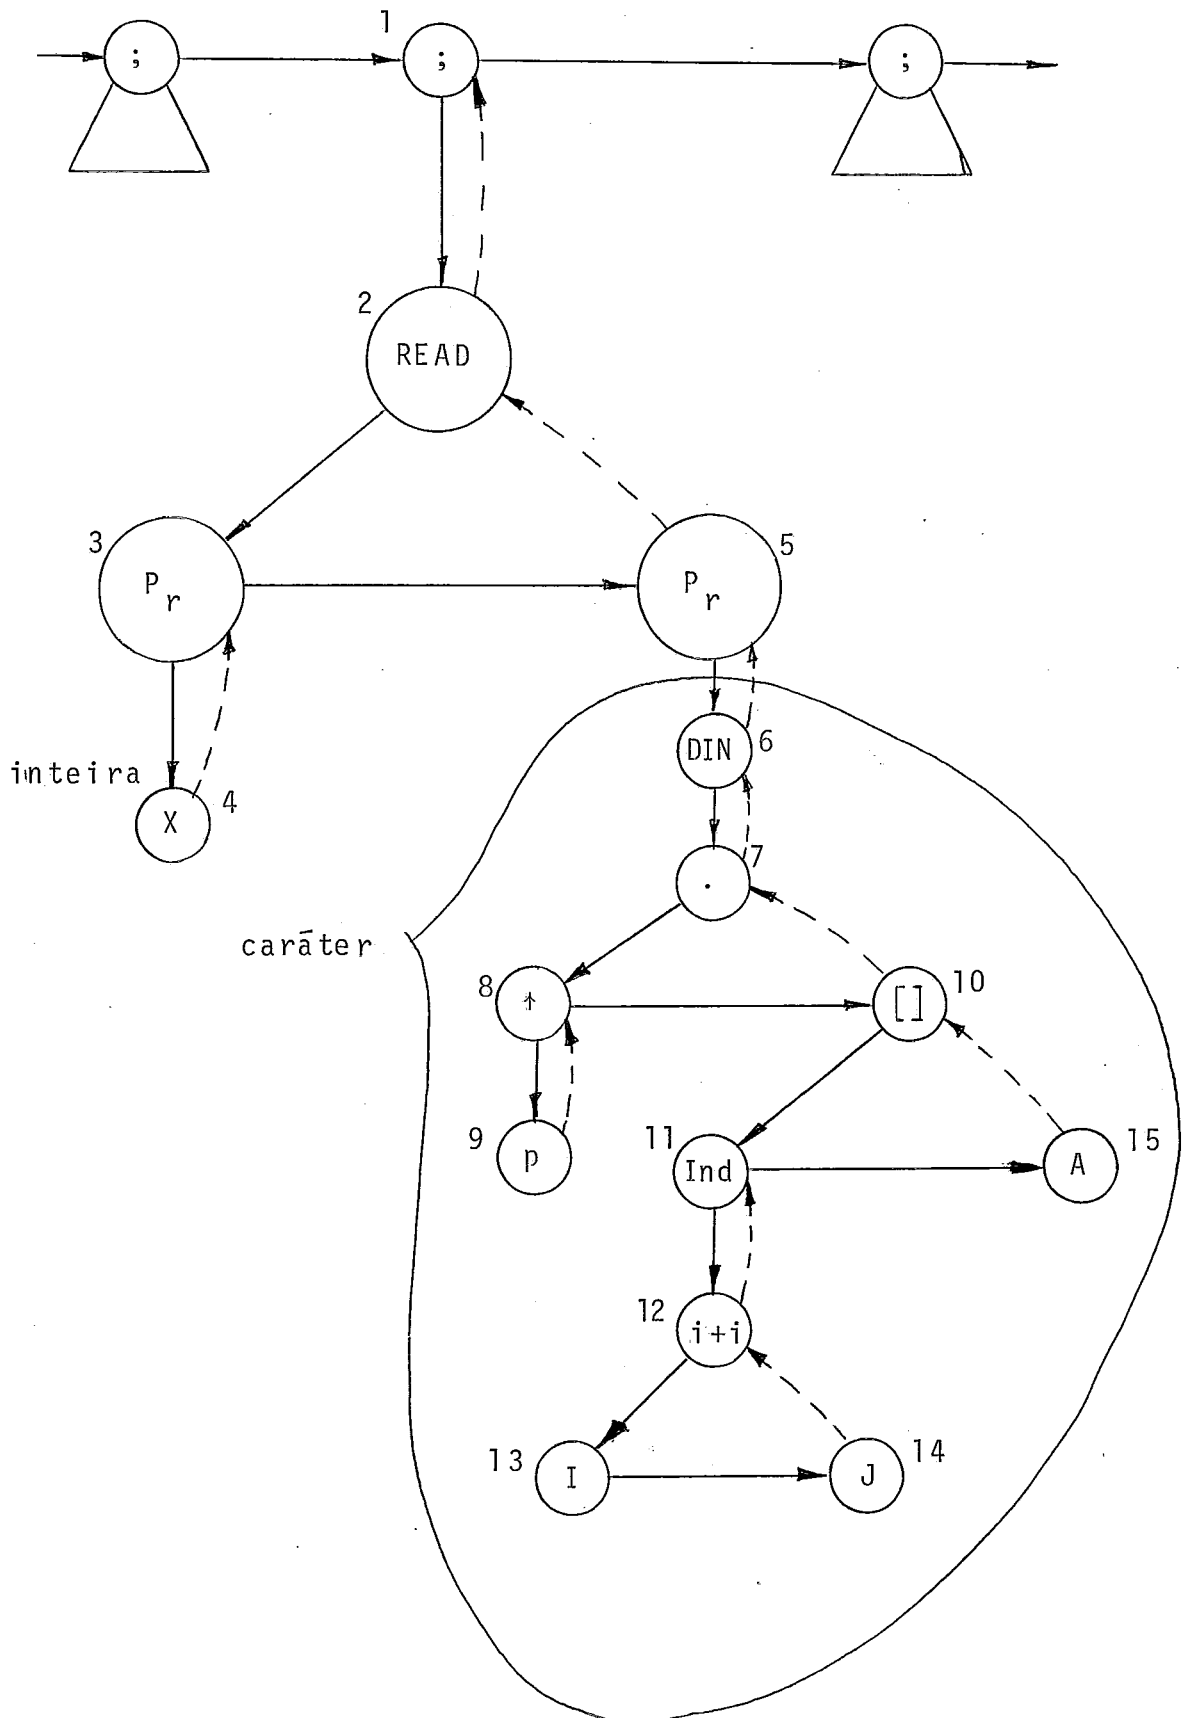 1
; ; ;
2
READ
3
P r
5
P r
DIN 6
inteira
X 4
7
.
caráter
8
↑
[] 10
9
p
11
Ind
A 15
12
i+i
13
I
J 14